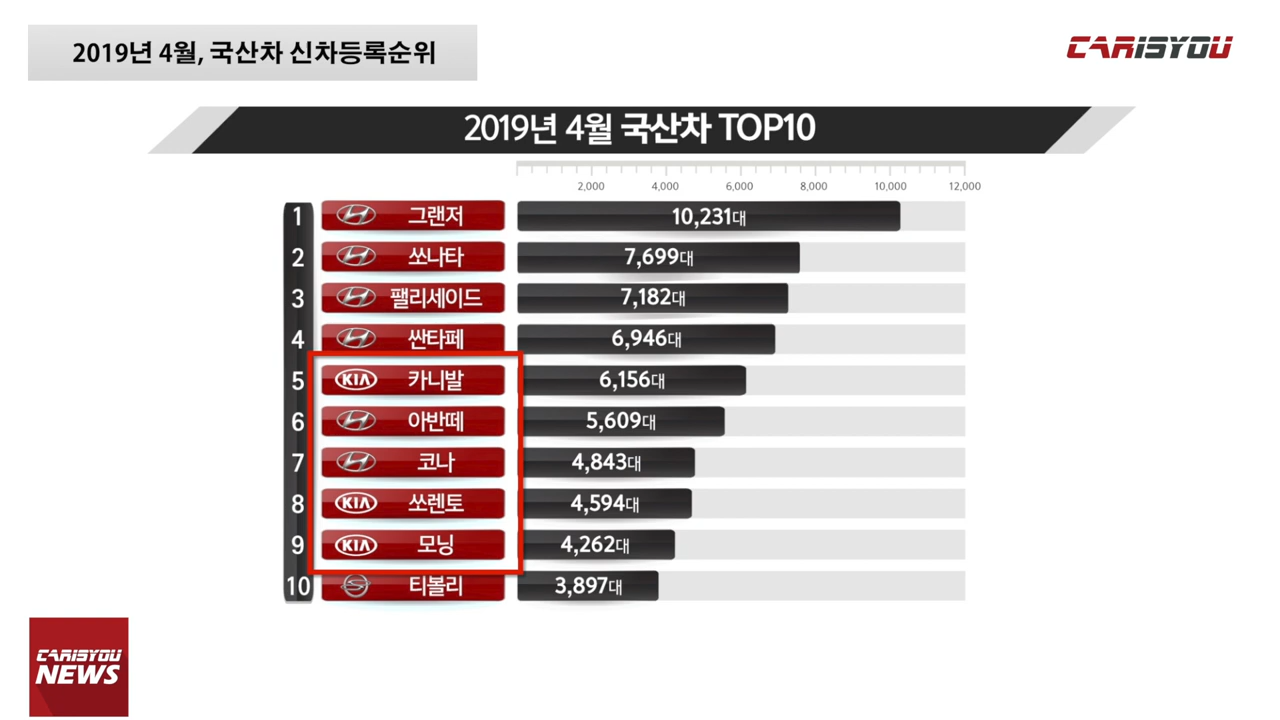 2019년 4월, 국산차 신차등록순위
CARISYOU
2019년 4월 국산차 TOP10
2,000 4,000 6,000 8,000 10,000 12,000
1 그랜저 10,231대
2 쏘나타 7,699대
3 팰리세이드 7,182대
4 싼타페 6,946대
5 KIA 카니발 6,156대
6 아반떼 5,609대
7 코나 4,843대
8 KIA 쏘렌토 4,594대
9 KIA 모닝 4,262대
10 티볼리 3,897대
CARISYOU
NEWS